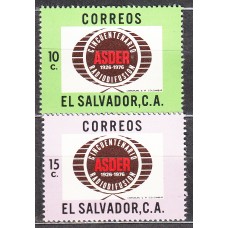 CORREOS
10
C.
CINCUENTENARIO
ASDER
1926-1976
RADIODIFUSION
EL SALVADOR, C.A.
CORREOS
15
C.
CINCUENTENARIO
ASDER
1926-1976
RADIODIFUSION
EL SALVADOR, C.A.